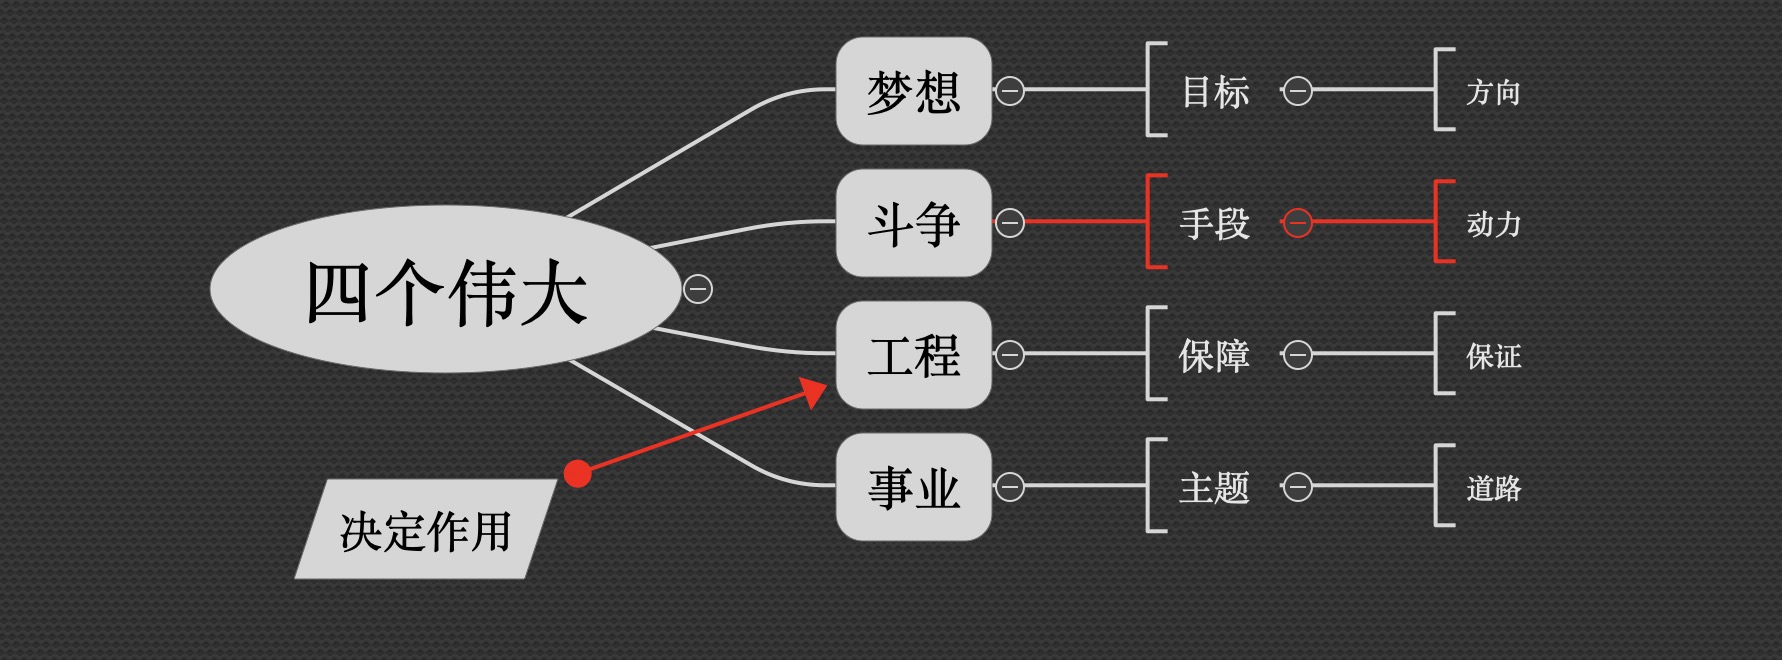 四个伟大
梦想
目标
方向
斗争
手段
动力
工程
保障
保证
事业
主题
道路
决定作用